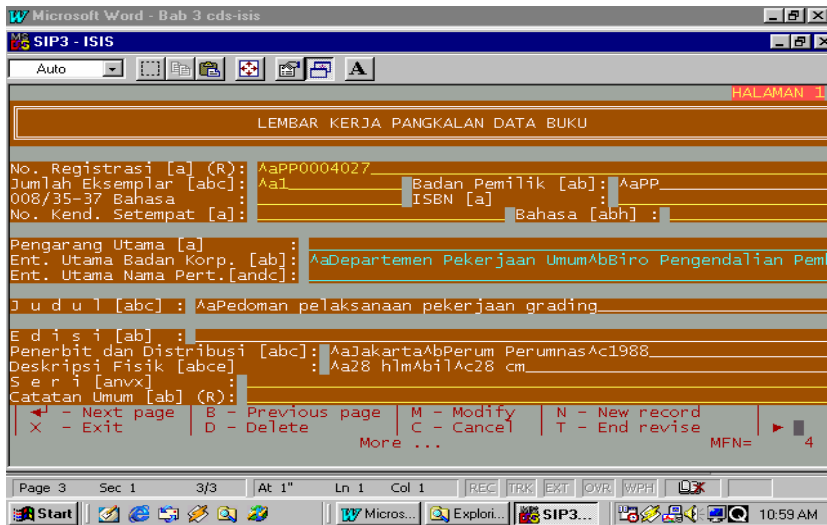 Microsoft Word - Bab 3 cds-isis
SIP3 - ISIS
Auto
HALAMAN 1
LEMBAR KERJA PANGKALAN DATA BUKU
No. Registrasi [a] (R): ^aPP0004027
Jumlah Eksemplar [abc]: ^a1 Badan Pemilik [ab]: ^aPP
008/35-37 Bahasa : ISBN [a] :
No. Kend. Setempat [a]: Bahasa [abh] :
Pengarang Utama [a] :
Ent. Utama Badan Korp. [ab]: ^aDepartemen Pekerjaan Umum^bBiro Pengendalian Pem
Ent. Utama Nama Pert.[andc]:
J u d u l [abc] : ^aPedoman pelaksanaan pekerjaan grading
E d i s i [ab] :
Penerbit dan Distribusi [abc]: ^aJakarta^bPerum Perumnas^c1988
Deskripsi Fisik [abce] : ^a28 hlm^bil^c28 cm
S e r i [anvx] :
Catatan Umum [ab] (R):
- Next page | B - Previous page | M - Modify | N - New record
X - Exit | D - Delete | C - Cancel | T - End revise
More ... MFN= 4
Page 3 Sec 1 3/3 At 1" Ln 1 Col 1 REC TRK EXT OVR WPH
Start Micros... Explori... SIP3... 10:59 AM